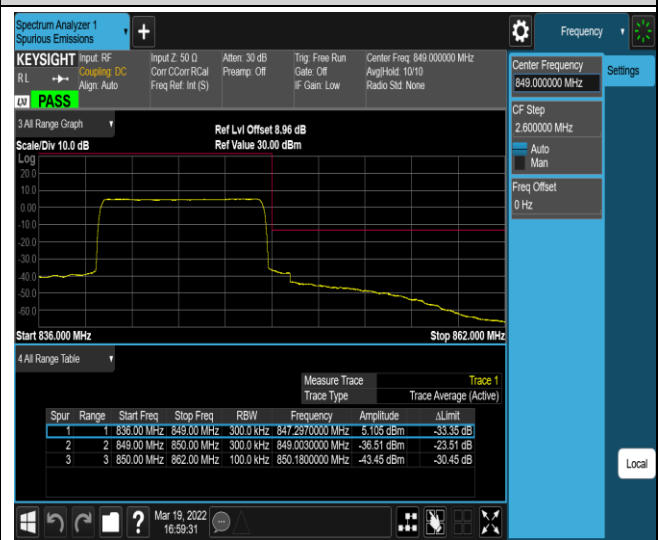 Spectrum Analyzer 1
Spurious Emissions
+
Frequency
KEYSIGHT
RL
Input: RF
Coupling: DC
Align: Auto
Input Z: 50 Ω
Corr CCorr RCal
Freq Ref: Int (S)
Atten: 30 dB
Preamp: Off
Trig: Free Run
Gate: Off
IF Gain: Low
Center Freq: 849.000000 MHz
Avg|Hold: 10/10
Radio Std: None
LXI PASS
Center Frequency
849.000000 MHz
Settings
CF Step
2.600000 MHz
Auto
Man
Freq Offset
0 Hz
3 All Range Graph
Scale/Div 10.0 dB
Ref Lvl Offset 8.96 dB
Ref Value 30.00 dBm
Log
20.0
10.0
0.00
-10.0
-20.0
-30.0
-40.0
-50.0
-60.0
Start 836.000 MHz Stop 862.000 MHz
4 All Range Table
Measure Trace Trace 1
Trace Type Trace Average (Active)
Spur Range Start Freq Stop Freq RBW Frequency Amplitude ΔLimit
1 1 836.00 MHz 849.00 MHz 300.0 kHz 847.2970000 MHz 5.105 dBm -33.35 dB
2 2 849.00 MHz 850.00 MHz 300.0 kHz 849.0030000 MHz -36.51 dBm -23.51 dB
3 3 850.00 MHz 862.00 MHz 100.0 kHz 850.1800000 MHz -43.45 dBm -30.45 dB
Local
?
Mar 19, 2022
16:59:31